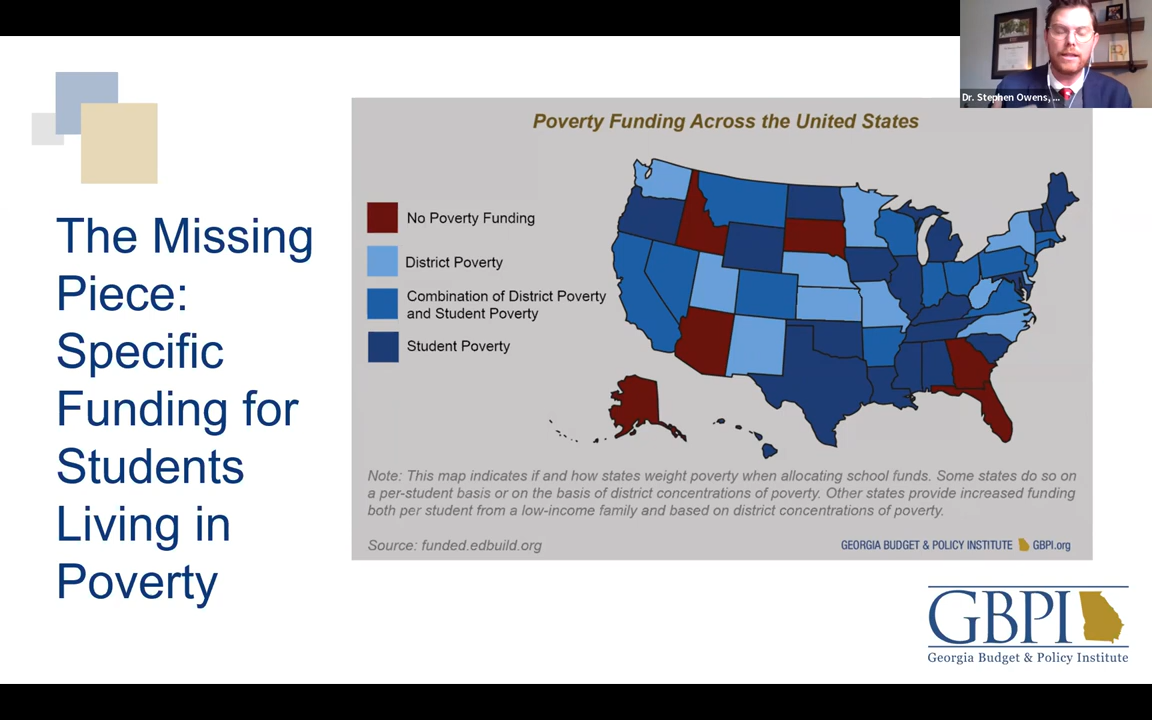 Dr. Stephen Owens, ...
The Missing
Piece:
Specific
Funding for
Students
Living in
Poverty
Poverty Funding Across the United States
No Poverty Funding
District Poverty
Combination of District Poverty
and Student Poverty
Student Poverty
Note: This map indicates if and how states weight poverty when allocating school funds. Some states do so on
a per-student basis or on the basis of district concentrations of poverty. Other states provide increased funding
both per student from a low-income family and based on district concentrations of poverty.
Source: funded.edbuild.org
GEORGIA BUDGET & POLICY INSTITUTE GBPI.org
GBPI
Georgia Budget & Policy Institute